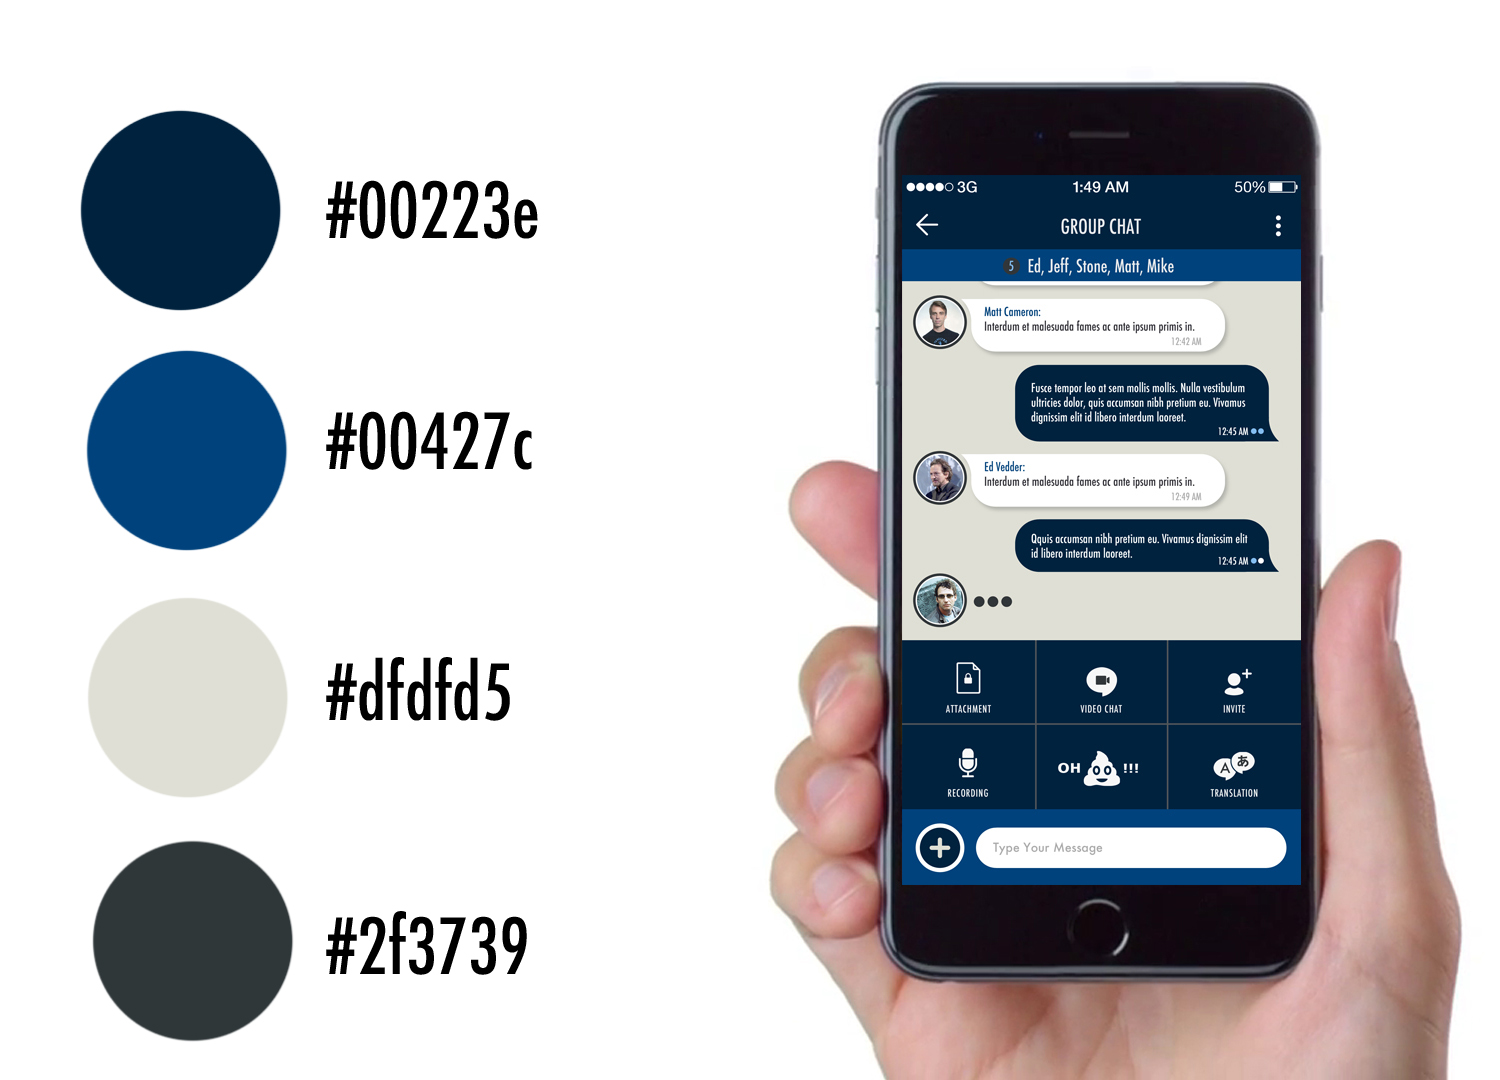 #00223e
#00427c
#dfdfd5
#2f3739
3G 1:49 AM 50%
GROUP CHAT
5 Ed, Jeff, Stone, Matt, Mike
Matt Cameron:
Interdum et malesuada fames ac ante ipsum primis in.
12:42 AM
Fusce tempor leo at sem mollis mollis. Nulla vestibulum
ultricies dolor, quis accumsan nibh pretium eu. Vivamus
dignissim elit id libero interdum laoreet.
12:45 AM
Ed Vedder:
Interdum et malesuada fames ac ante ipsum primis in.
12:49 AM
Qquis accumsan nibh pretium eu. Vivamus dignissim elit
id libero interdum laoreet.
12:45 AM
ATTACHMENT
VIDEO CHAT
INVITE
RECORDING
OH !!!
A あ
TRANSLATION
Type Your Message